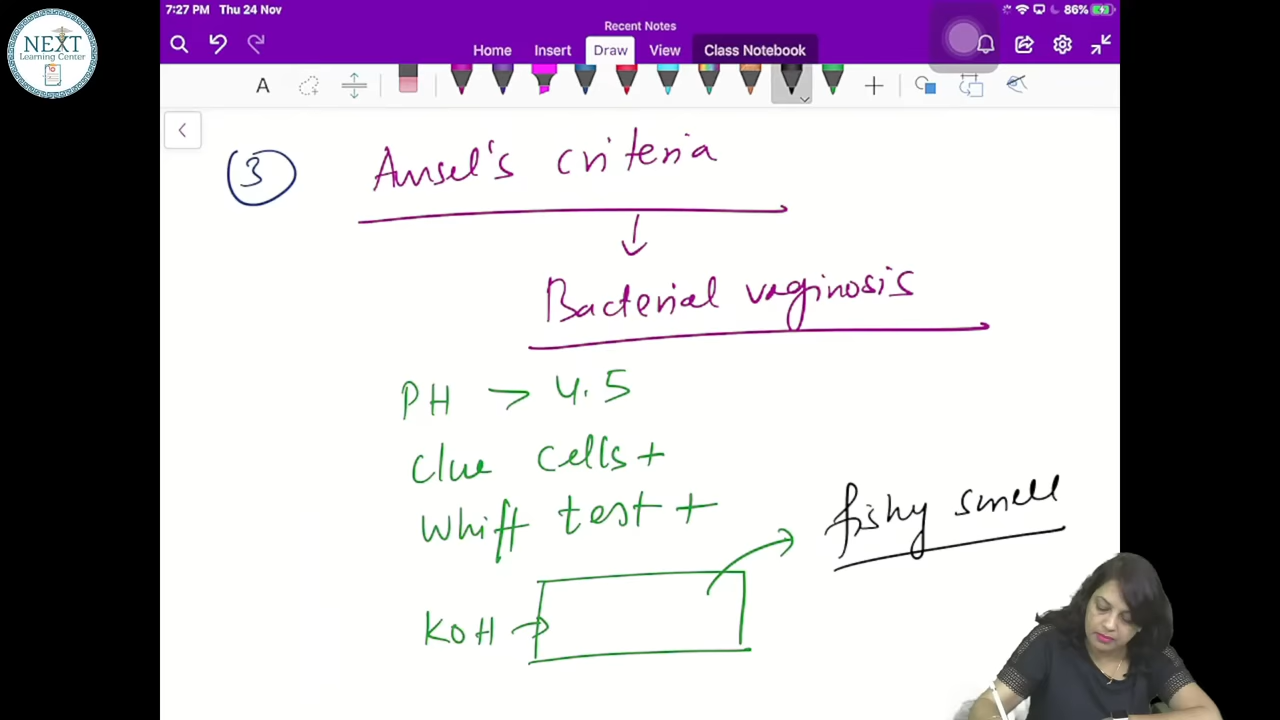 7:27 PM Thu 24 Nov
86%
Recent Notes
NEXT
Learning Center
Home Insert Draw View Class Notebook
A
3 Amsel's criteria
Bacterial vaginosis
PH > 4.5
Clue cells +
Whiff test +
fishy smell
KOH